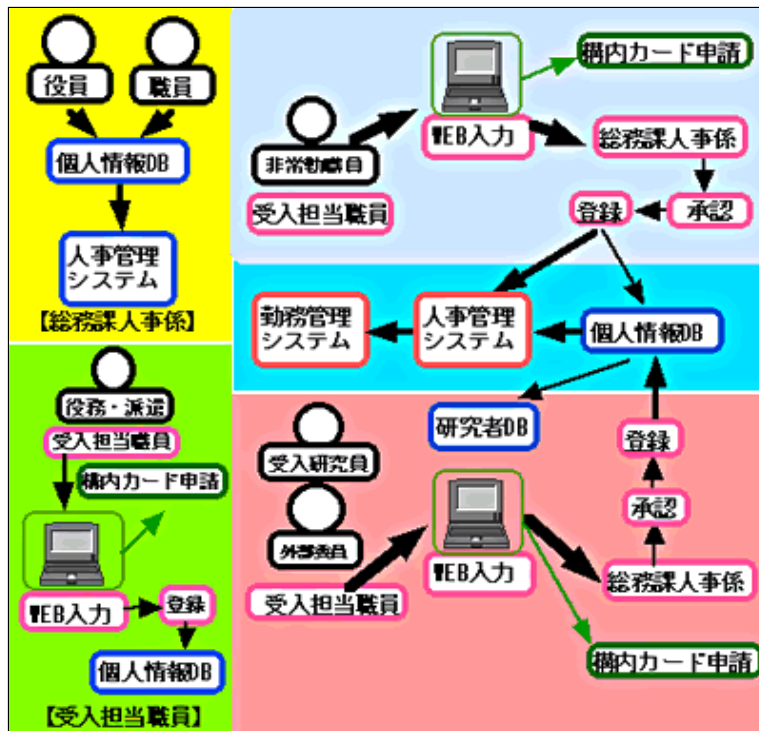 役員
職員
個人情報DB
人事管理
システム
【総務課人事係】
構内カード申請
WEB入力
総務課人事係
非常勤職員
受入担当職員
登録
承認
勤務管理
システム
人事管理
システム
個人情報DB
役務・派遣
受入担当職員
構内カード申請
WEB入力
登録
個人情報DB
【受入担当職員】
研究者DB
受入研究員
外部委員
受入担当職員
WEB入力
登録
承認
総務課人事係
構内カード申請